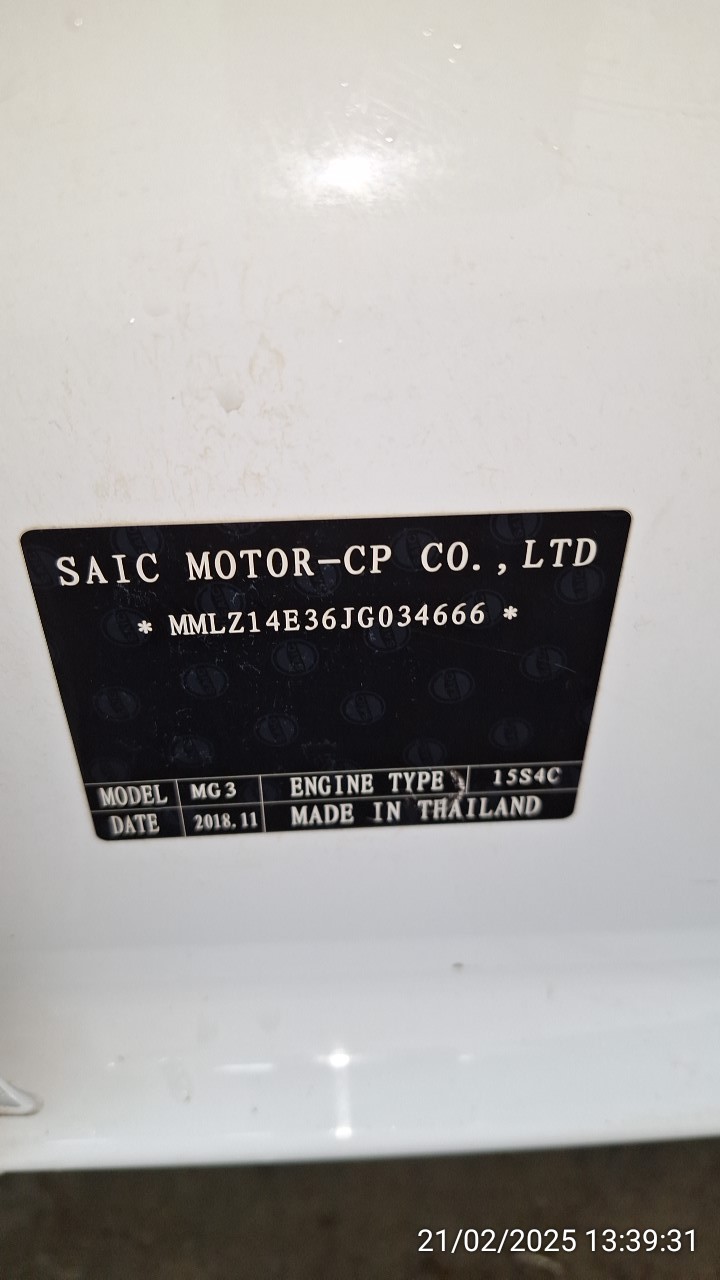 SAIC MOTOR-CP CO.,LTD
* MMLZ14E36JG034666 *
MODEL MG3 ENGINE TYPE 15S4C
DATE 2018.11 MADE IN THAILAND
21/02/2025 13:39:31